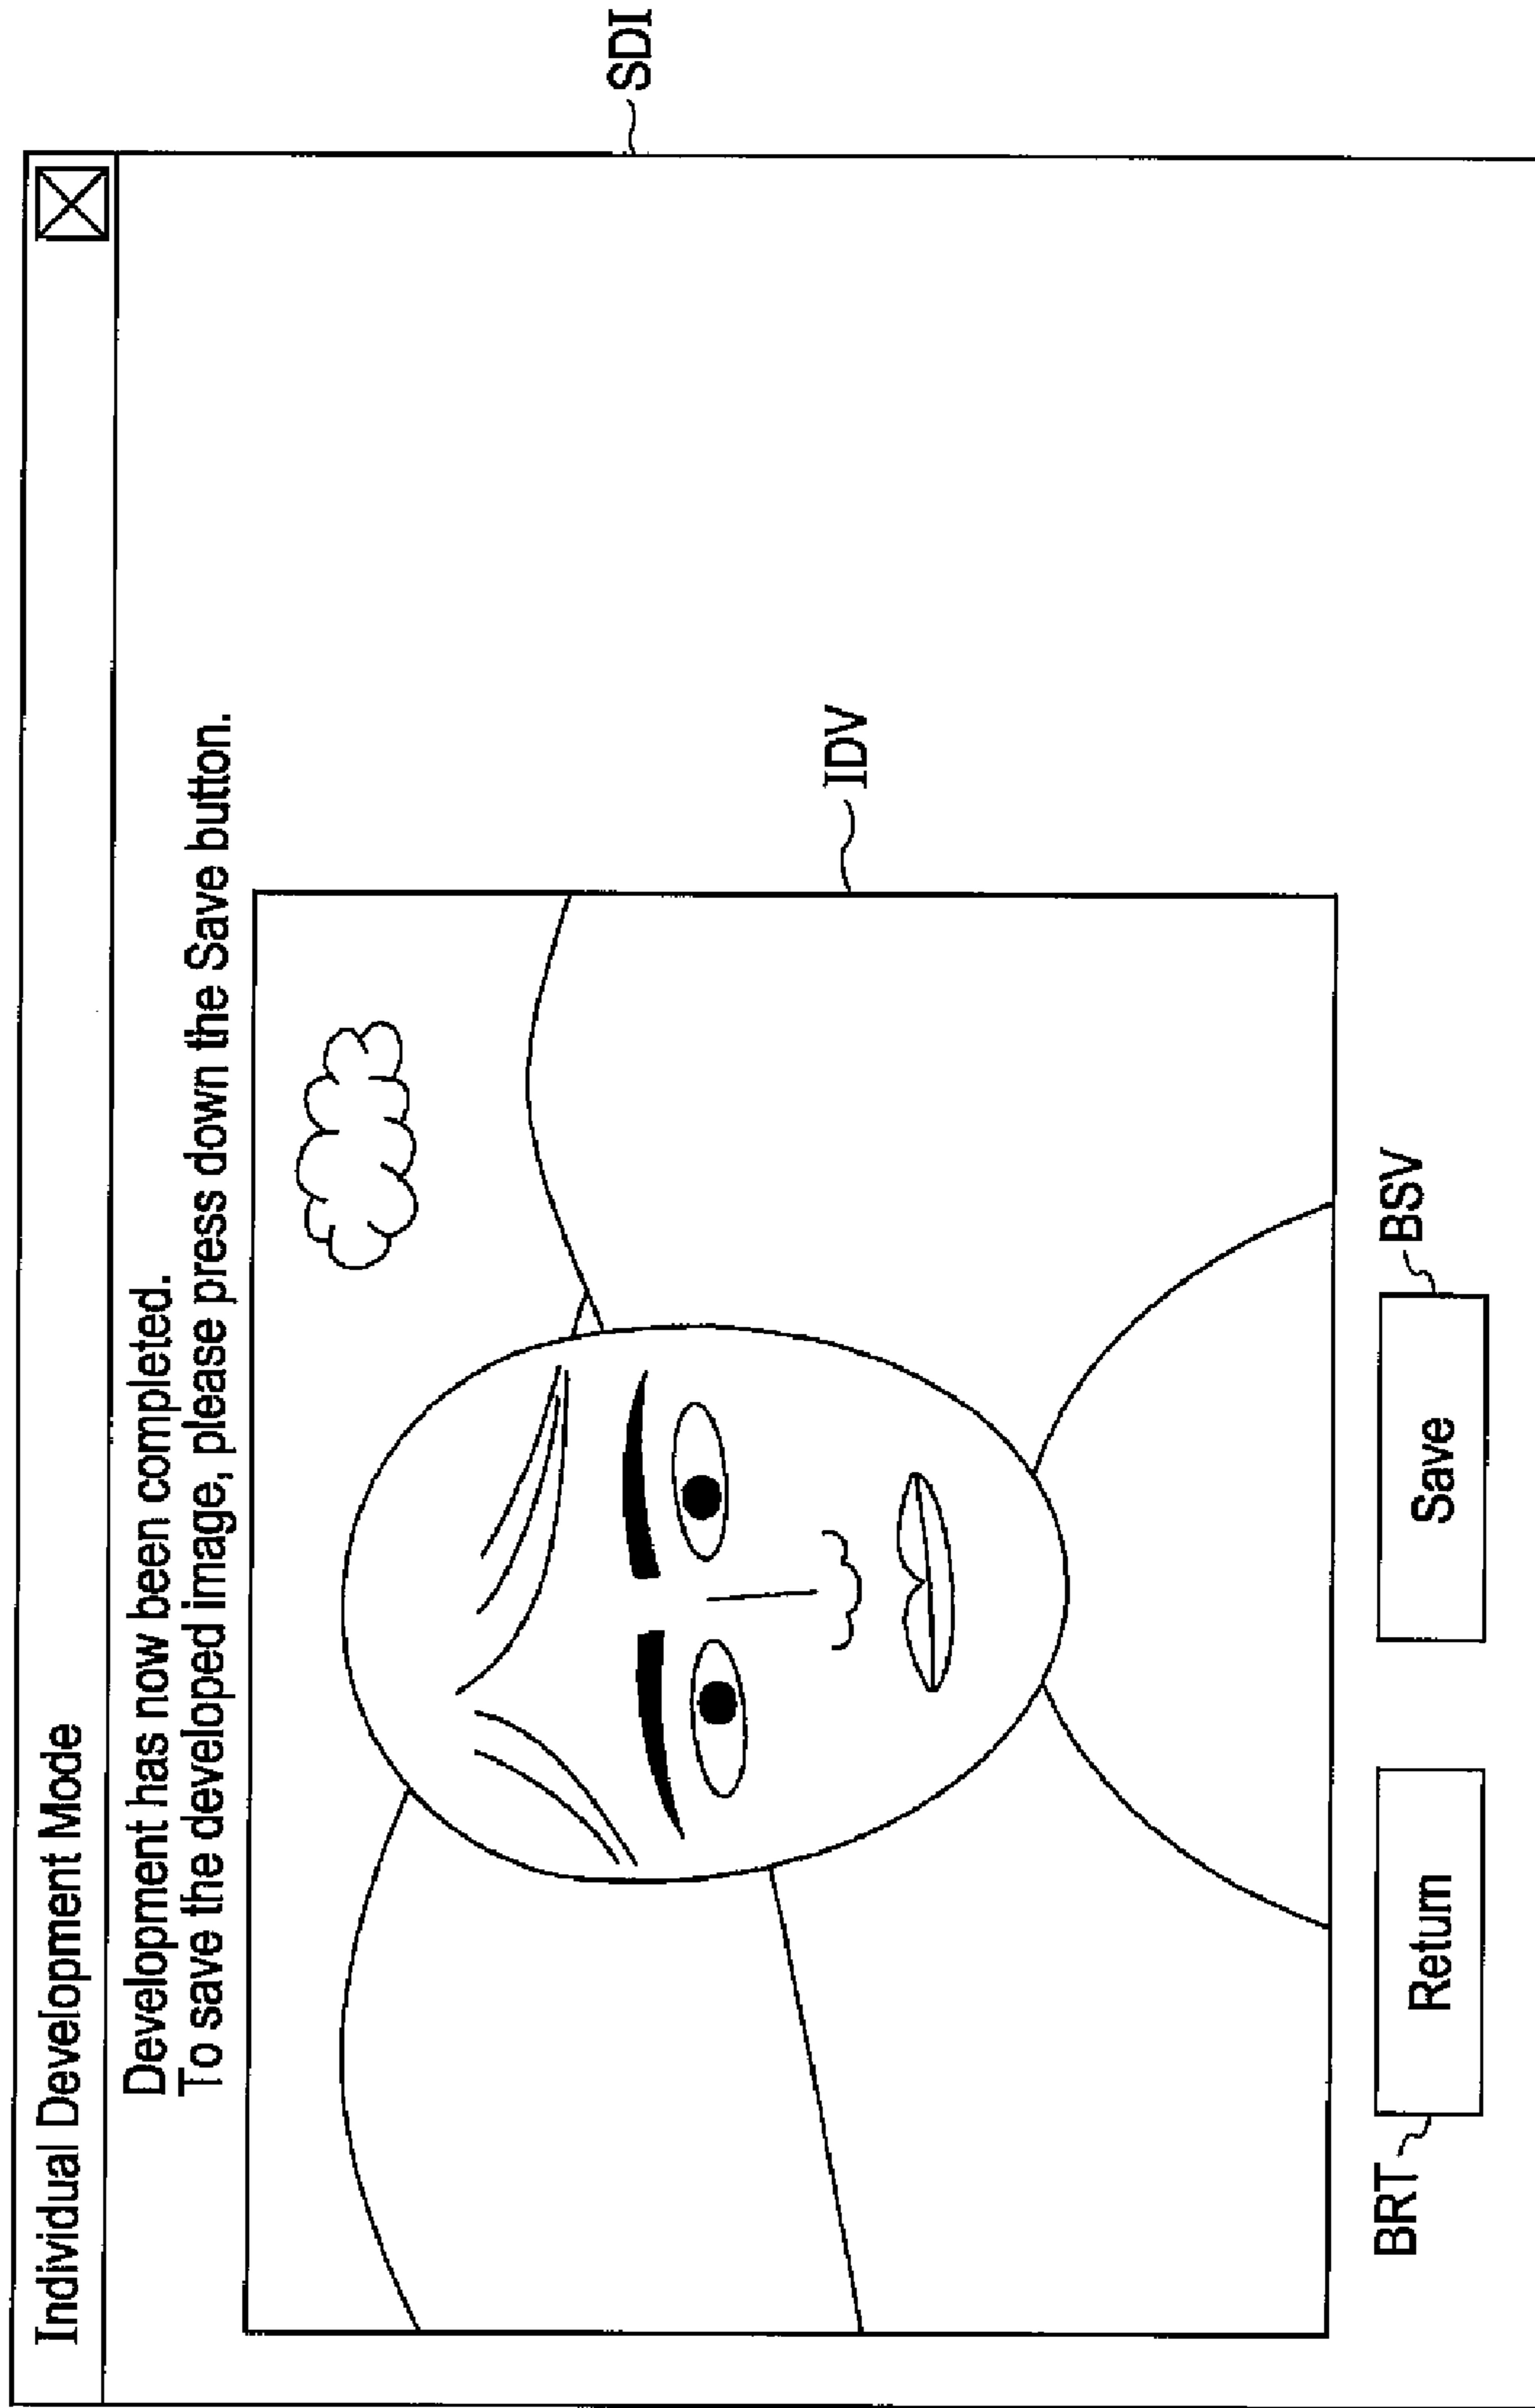 Individual Development Mode
Development has now been completed.
To save the developed image, please press down the Save button.
SDI
IDV
BRT
Return
Save
BSV